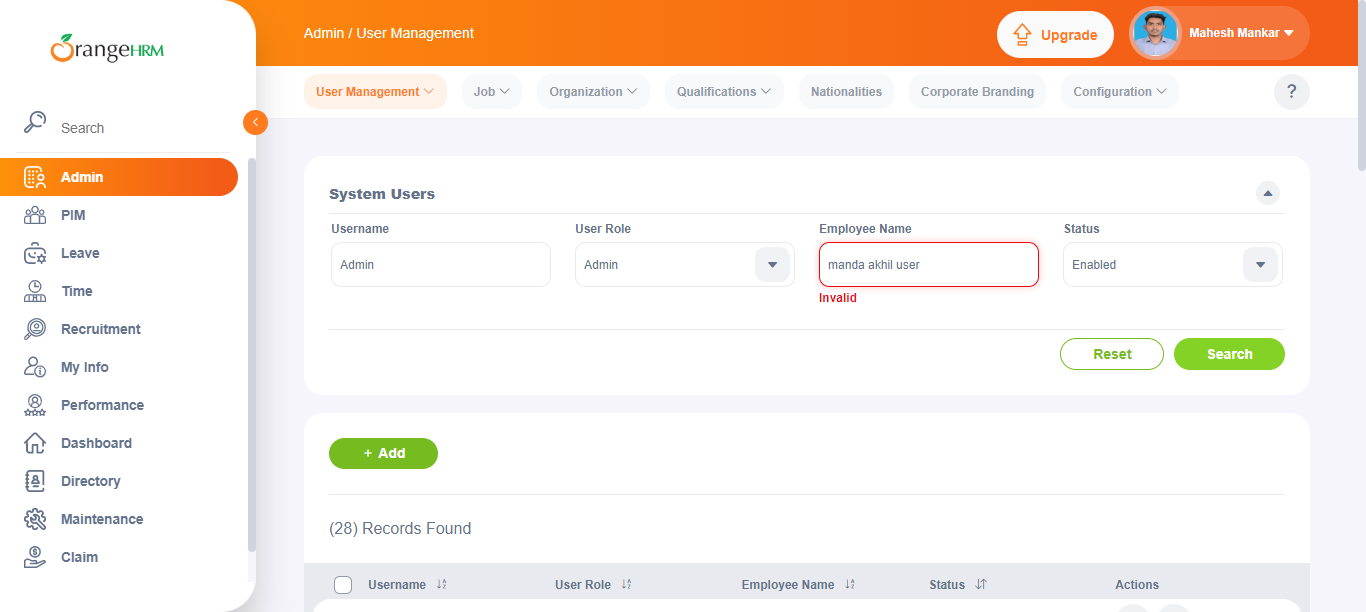 OrangeHRM
Search
Admin
PIM
Leave
Time
Recruitment
My Info
Performance
Dashboard
Directory
Maintenance
Claim
Admin / User Management
Upgrade
Mahesh Mankar
User Management
Job
Organization
Qualifications
Nationalities
Corporate Branding
Configuration
?
System Users
Username
User Role
Employee Name
Status
Admin
Admin
manda akhil user
Enabled
Invalid
Reset
Search
+ Add
(28) Records Found
Username
User Role
Employee Name
Status
Actions